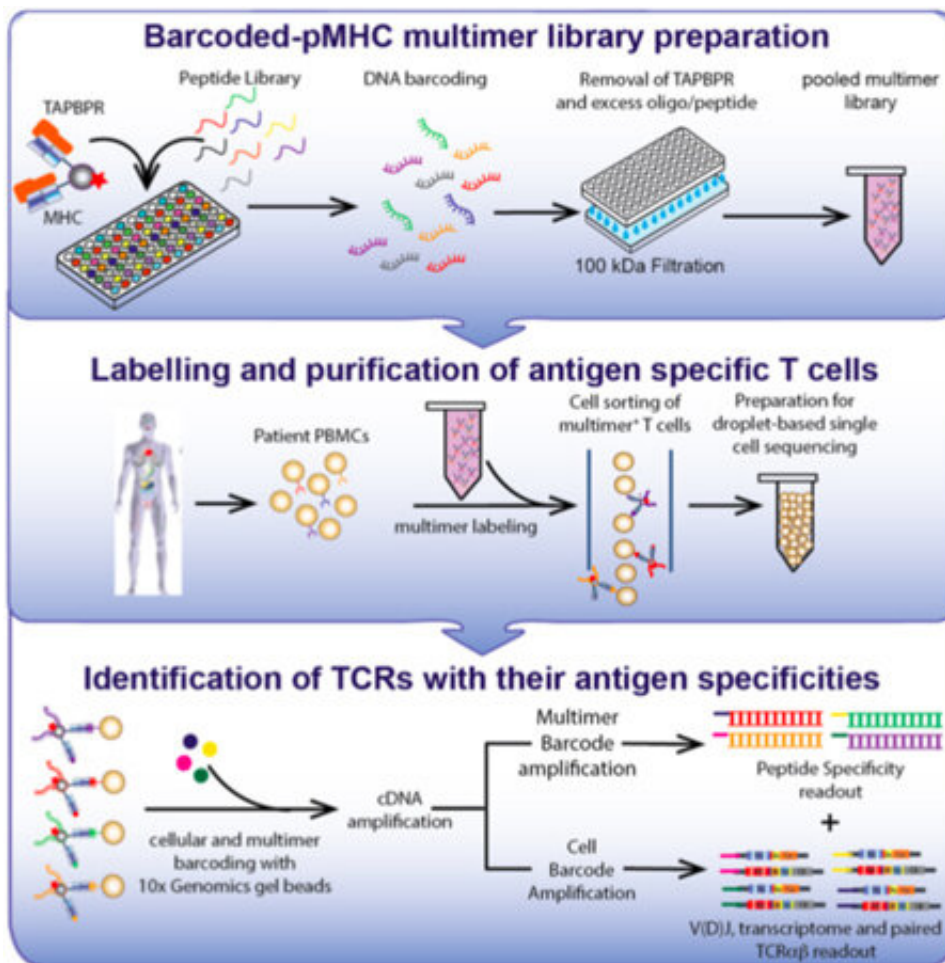 Barcoded-pMHC multimer library preparation
TAPBPR
Peptide Library
DNA barcoding
Removal of TAPBPR
and excess oligo/peptide
pooled multimer
library
MHC
100 kDa Filtration
Labelling and purification of antigen specific T cells
Patient PBMCs
multimer labeling
Cell sorting of
multimer⁺ T cells
Preparation for
droplet-based single
cell sequencing
Identification of TCRs with their antigen specificities
cellular and multimer
barcoding with
10x Genomics gel beads
cDNA
amplification
Multimer
Barcode
amplification
Peptide Specificity
readout
+
Cell
Barcode
Amplification
V(D)J, transcriptome and paired
TCRαβ readout